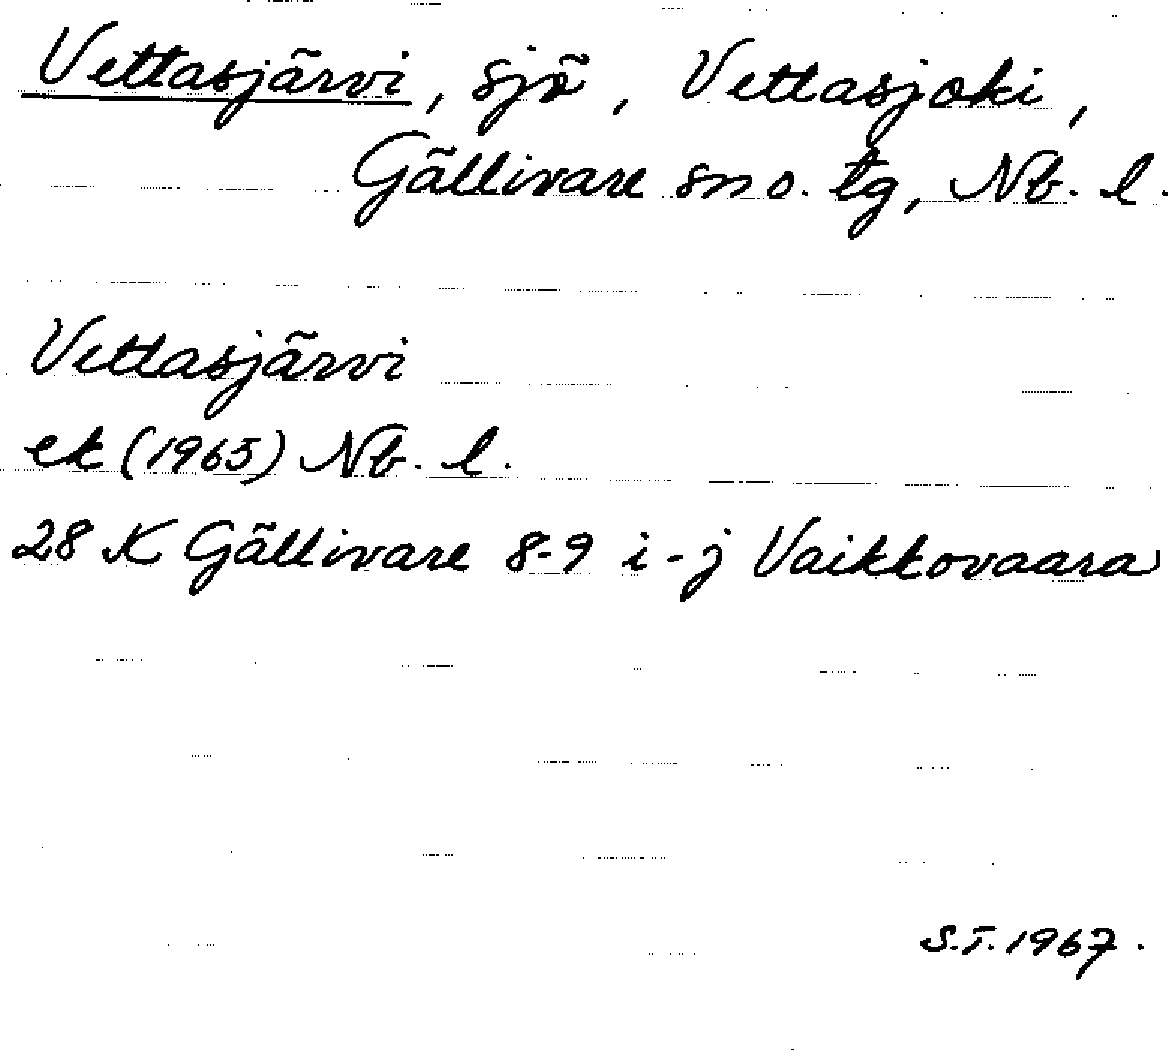 Vettasjärvi, sjö, Vettasjoki,
Gällivare sn o. tg, Nb. l.
Vettasjärvi
ek (1965) Nb. l.
28 K Gällivare 8-9 i-j Vaikkovaara
S.T. 1967.